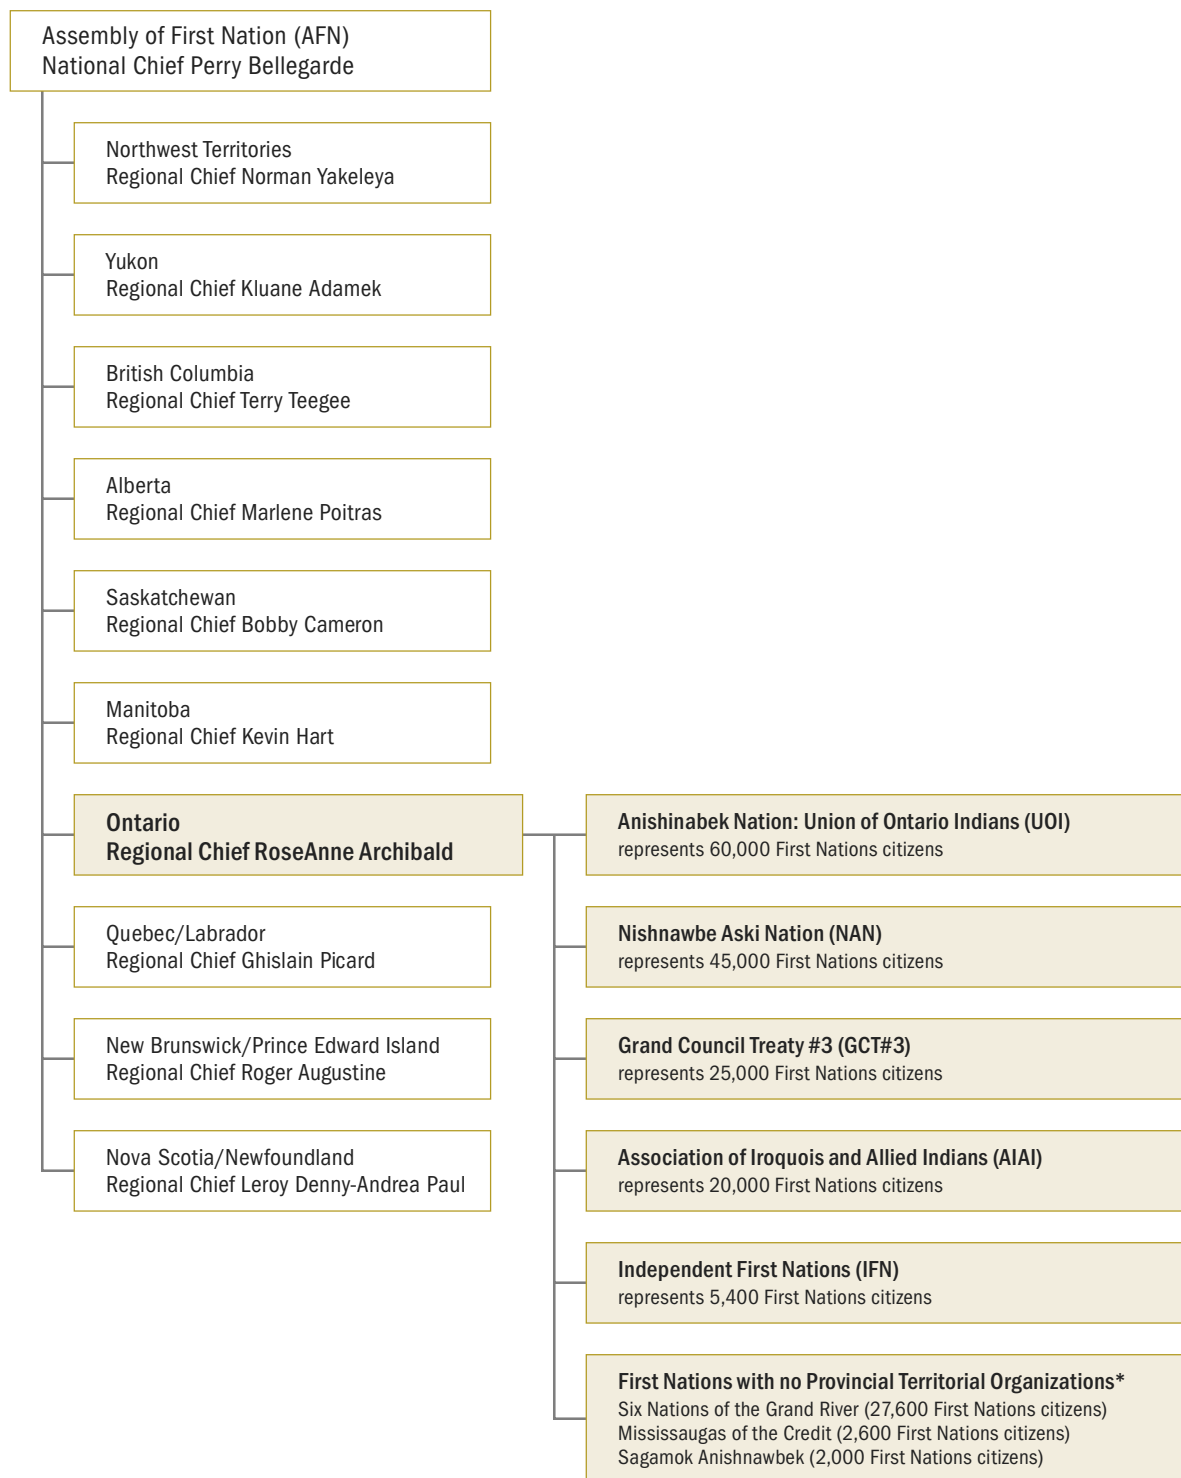 Assembly of First Nation (AFN)
National Chief Perry Bellegarde
Northwest Territories
Regional Chief Norman Yakeleya
Yukon
Regional Chief Kluane Adamek
British Columbia
Regional Chief Terry Teegee
Alberta
Regional Chief Marlene Poitras
Saskatchewan
Regional Chief Bobby Cameron
Manitoba
Regional Chief Kevin Hart
Ontario
Regional Chief RoseAnne Archibald
Quebec/Labrador
Regional Chief Ghislain Picard
New Brunswick/Prince Edward Island
Regional Chief Roger Augustine
Nova Scotia/Newfoundland
Regional Chief Leroy Denny-Andrea Paul
Anishinabek Nation: Union of Ontario Indians (UOI)
represents 60,000 First Nations citizens
Nishnawbe Aski Nation (NAN)
represents 45,000 First Nations citizens
Grand Council Treaty #3 (GCT#3)
represents 25,000 First Nations citizens
Association of Iroquois and Allied Indians (AIAI)
represents 20,000 First Nations citizens
Independent First Nations (IFN)
represents 5,400 First Nations citizens
First Nations with no Provincial Territorial Organizations*
Six Nations of the Grand River (27,600 First Nations citizens)
Mississaugas of the Credit (2,600 First Nations citizens)
Sagamok Anishnawbek (2,000 First Nations citizens)